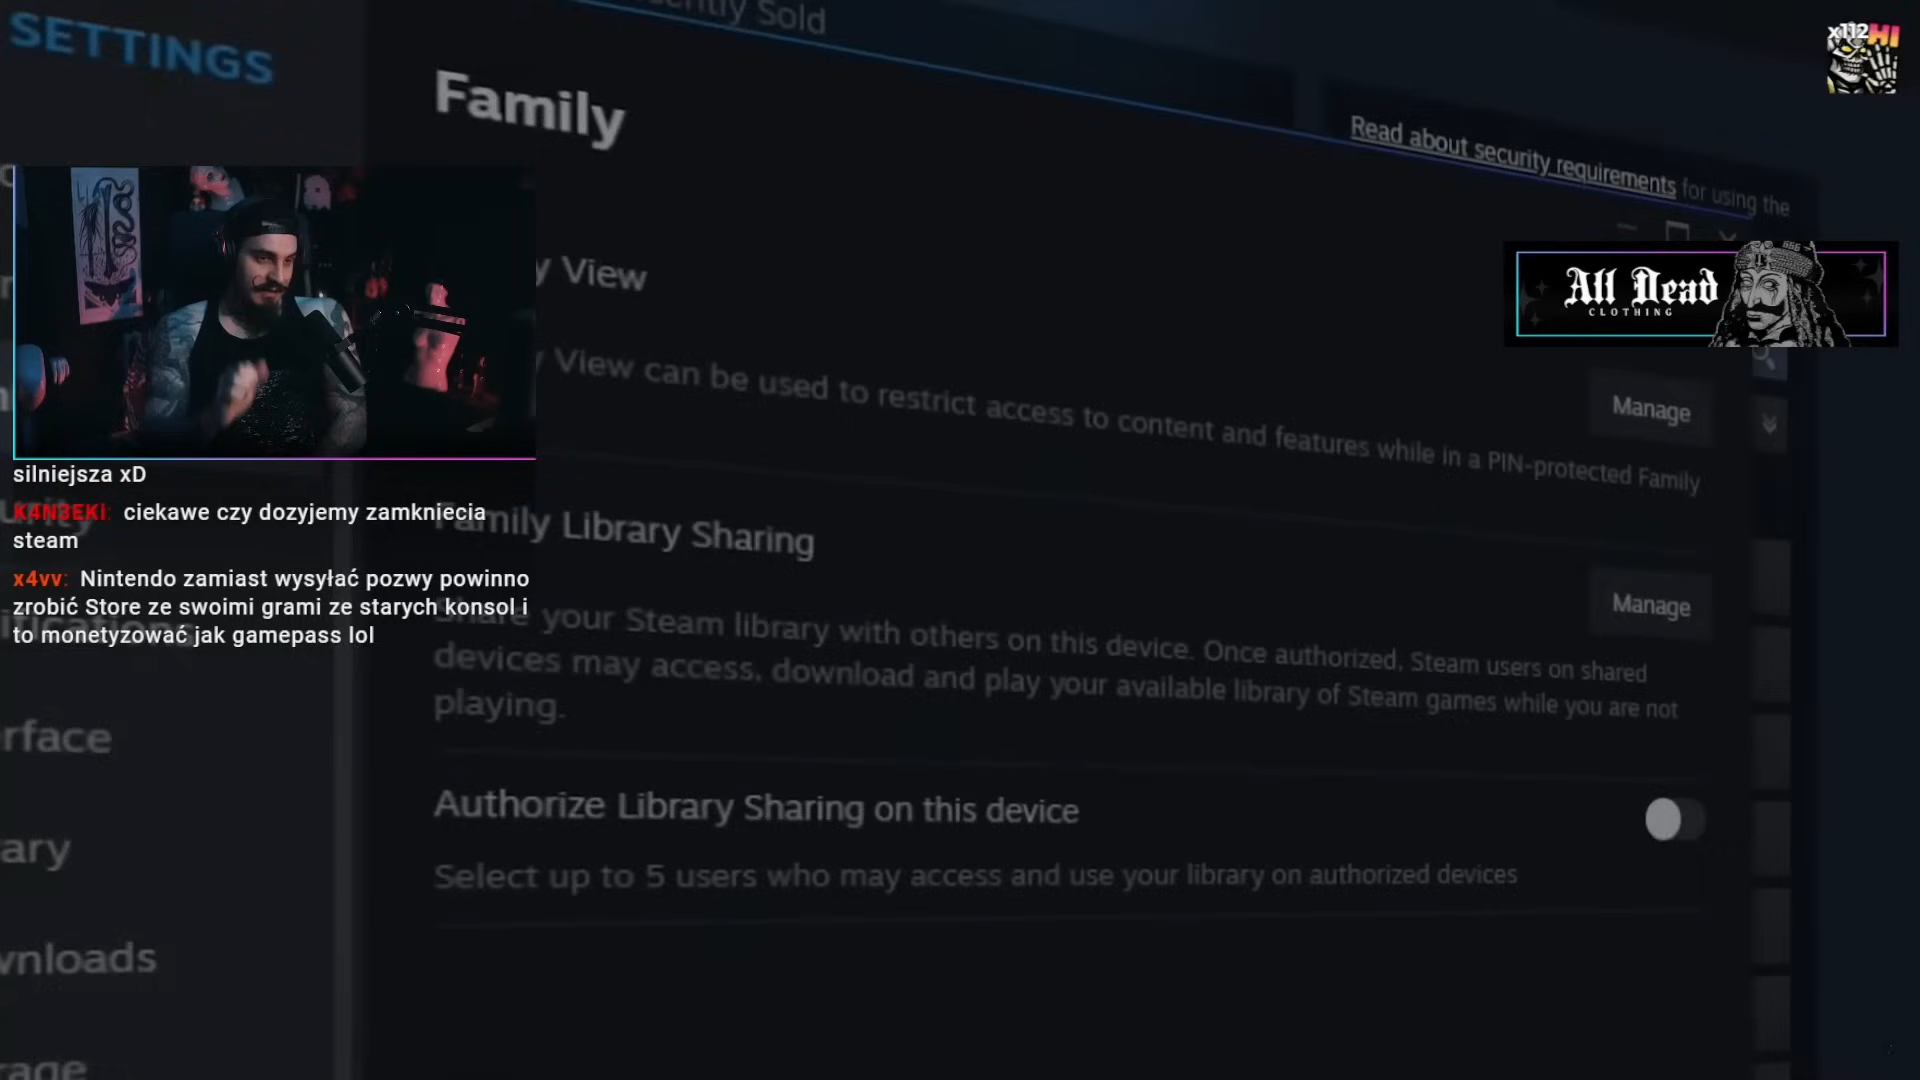 SETTINGS
Sold
x112 HI
Family
Read about security requirements for using the
View
All Dead
CLOTHING
View can be used to restrict access to content and features while in a PIN-protected Family
Manage
silniejsza xD
K4N3EKI: ciekawe czy dozyjemy zamkniecia
steam
x4vv: Nintendo zamiast wysyłać pozwy powinno
zrobić Store ze swoimi grami ze starych konsol i
to monetyzować jak gamepass lol
Family Library Sharing
Manage
Share your Steam library with others on this device. Once authorized, Steam users on shared
devices may access, download and play your available library of Steam games while you are not
playing.
rface
Authorize Library Sharing on this device
ary
Select up to 5 users who may access and use your library on authorized devices
wnloads